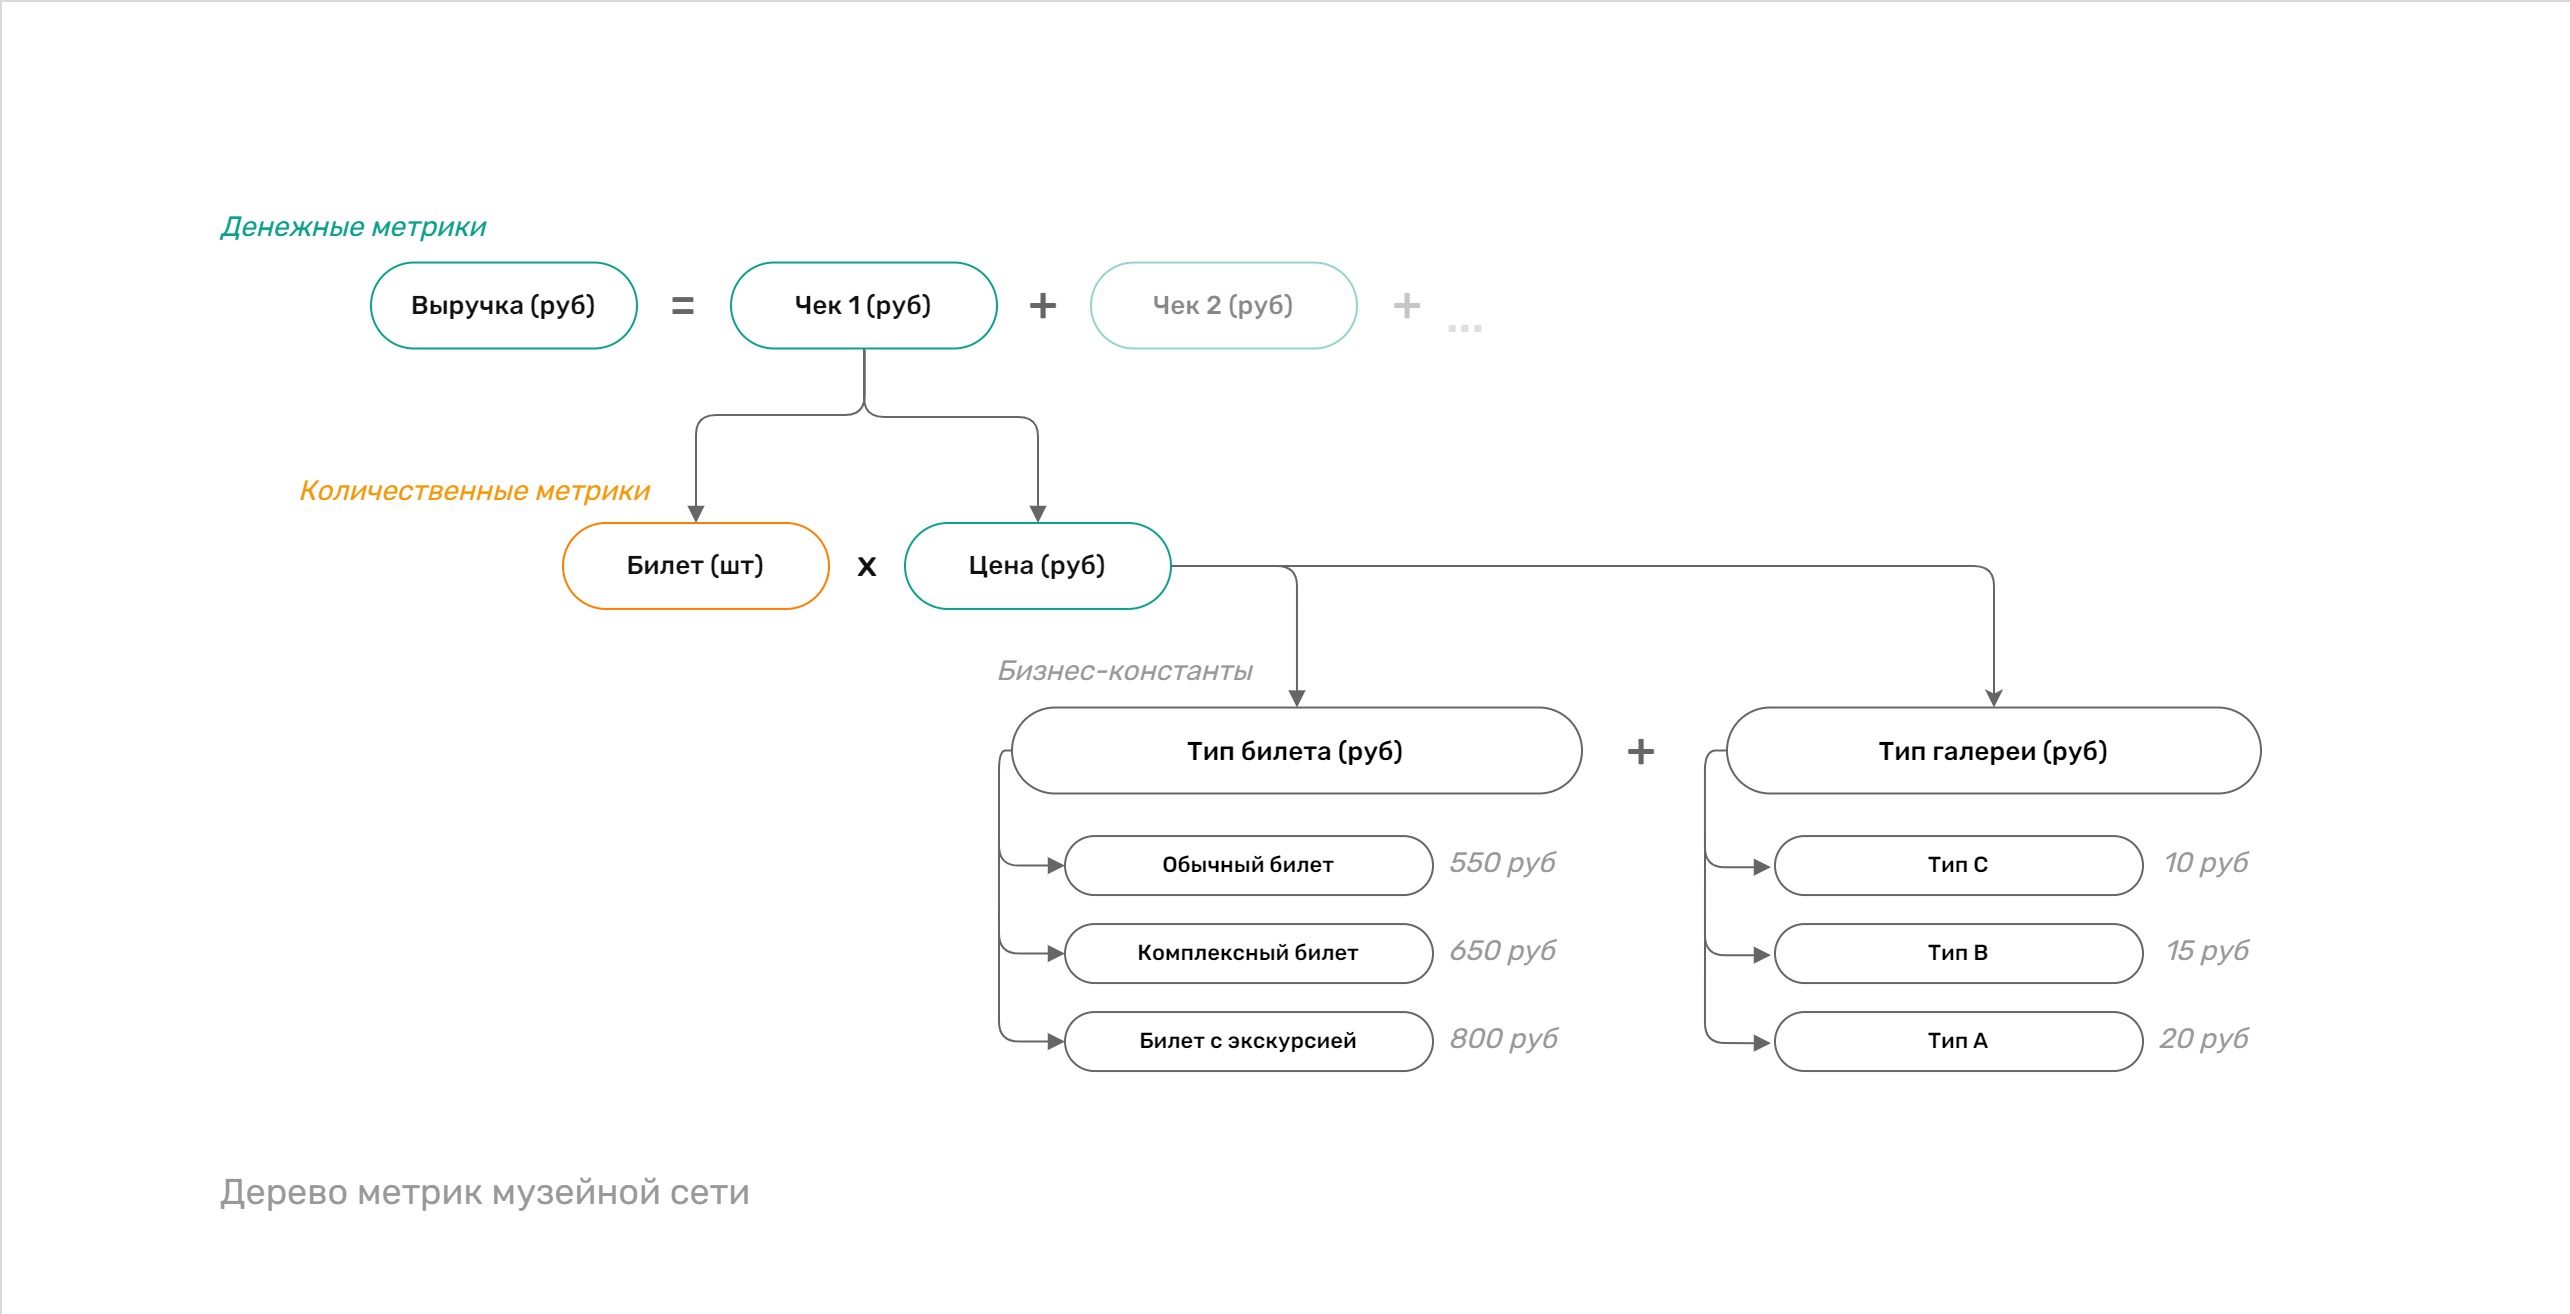 Денежные метрики
Выручка (руб) = Чек 1 (руб) + Чек 2 (руб) + ...
Количественные метрики
Билет (шт) x Цена (руб)
Бизнес-константы
Тип билета (руб) + Тип галереи (руб)
Обычный билет 550 руб Тип C 10 руб
Комплексный билет 650 руб Тип B 15 руб
Билет с экскурсией 800 руб Тип A 20 руб
Дерево метрик музейной сети